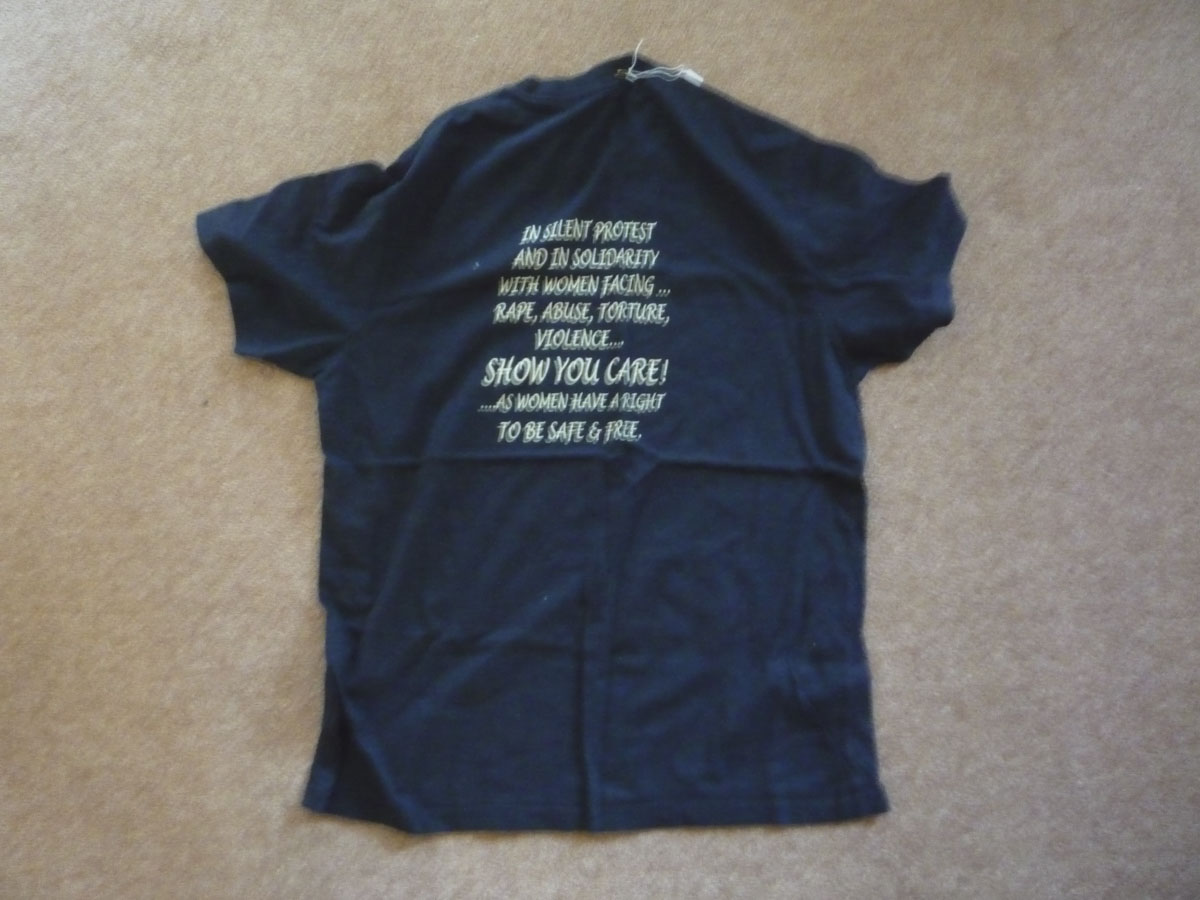 IN SILENT PROTEST
AND IN SOLIDARITY
WITH WOMEN FACING ...
RAPE, ABUSE, TORTURE,
VIOLENCE...
SHOW YOU CARE!
....AS WOMEN HAVE A RIGHT
TO BE SAFE & FREE.